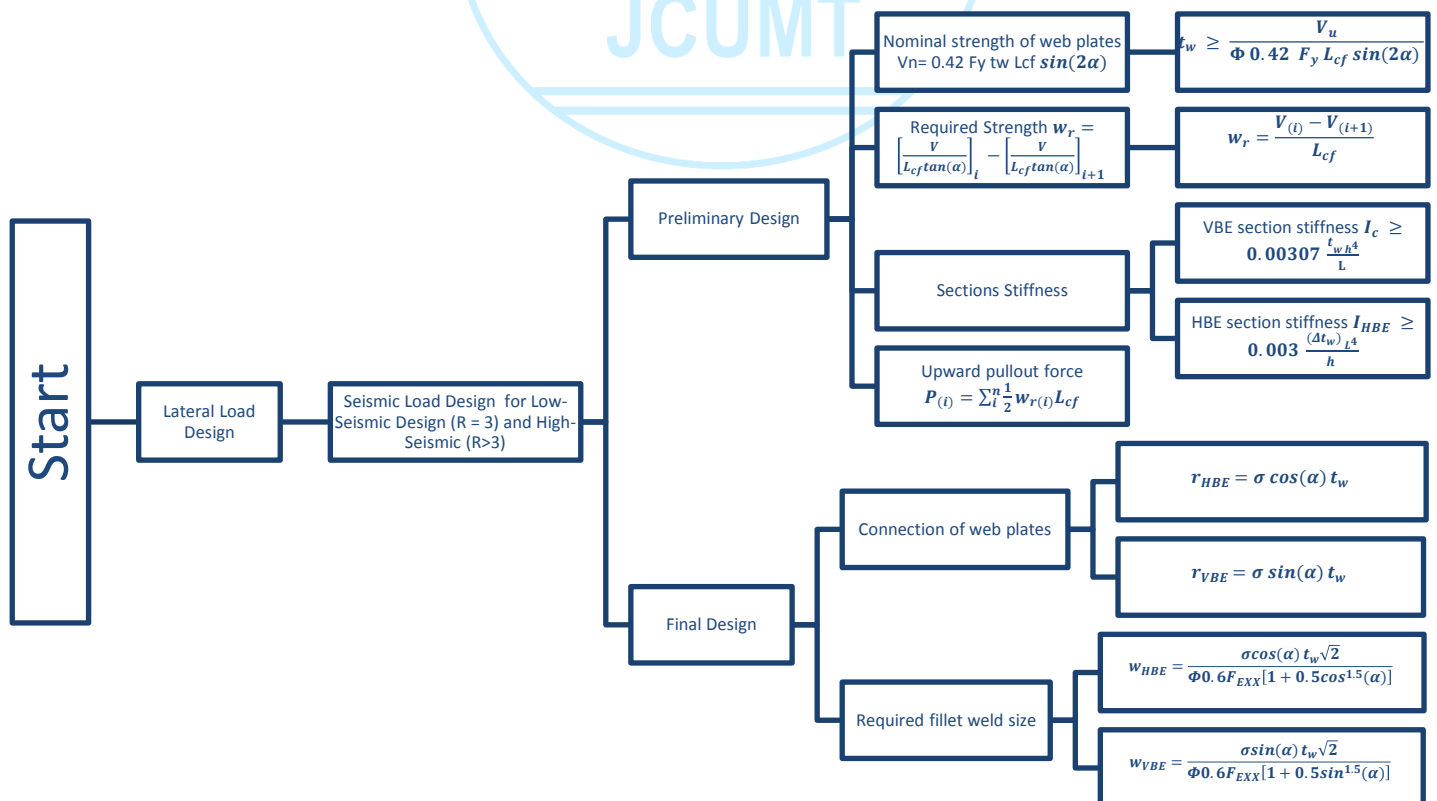 JCUMT
Start
Lateral Load
Design
Seismic Load Design for Low-
Seismic Design (R = 3) and High-
Seismic (R>3)
Preliminary Design
Nominal strength of web plates
Vn= 0.42 Fy tw Lcf sin(2α)
t_w ≥ V_u / (Φ 0.42 F_y L_cf sin(2α))
Required Strength w_r =
[V / (L_cf tan(α))]_i − [V / (L_cf tan(α))]_{i+1}
w_r = (V_(i) − V_(i+1)) / L_cf
Sections Stiffness
VBE section stiffness I_c ≥
0.00307 t_w h⁴ / L
HBE section stiffness I_HBE ≥
0.003 (Δt_w) L⁴ / h
Upward pullout force
P_(i) = ∑_i^n ½ w_r(i) L_cf
Final Design
Connection of web plates
r_HBE = σ cos(α) t_w
r_VBE = σ sin(α) t_w
Required fillet weld size
w_HBE = σcos(α) t_w√2 / (Φ0.6F_EXX[1 + 0.5cos^1.5(α)])
w_VBE = σsin(α) t_w√2 / (Φ0.6F_EXX[1 + 0.5sin^1.5(α)])